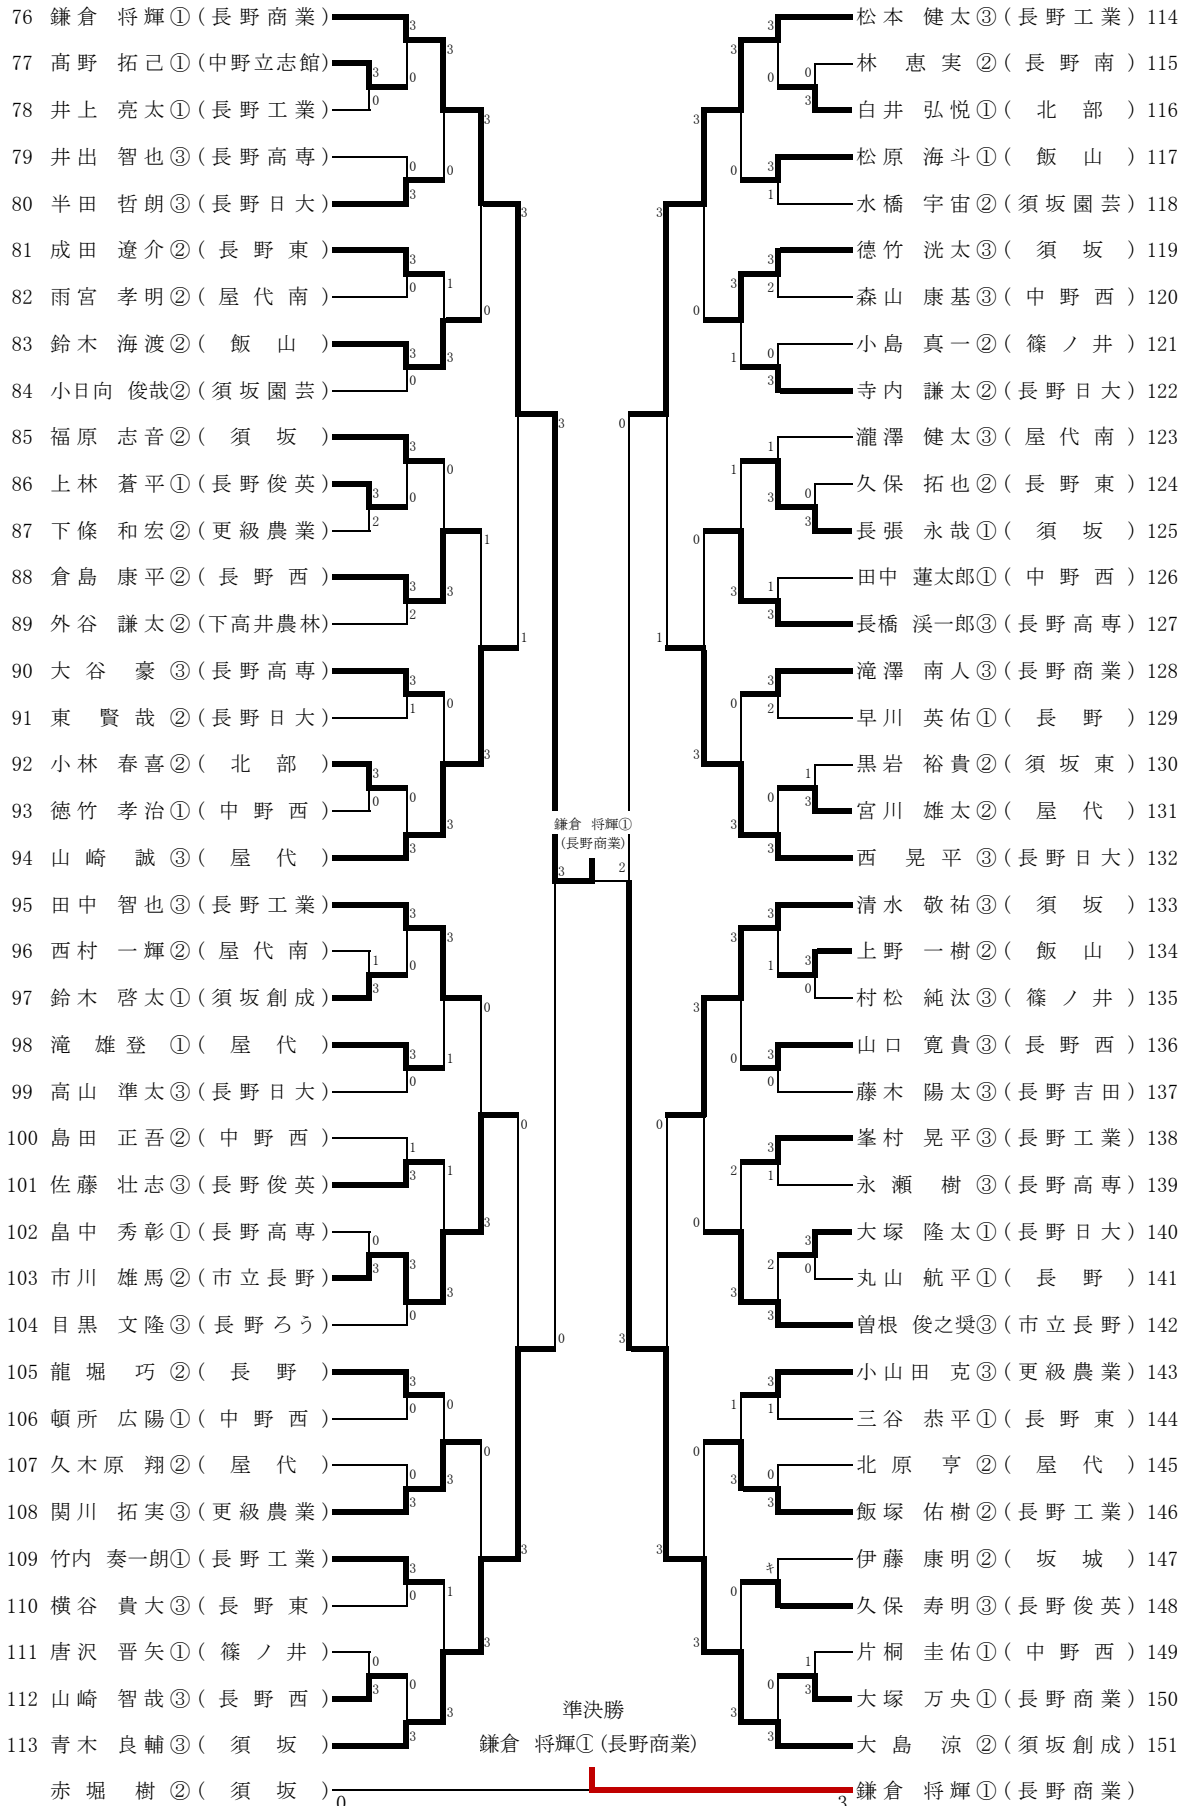 76 鎌倉 将輝①(長野商業)
77 髙野 拓己①(中野立志館)
78 井上 亮太①(長野工業)
79 井出 智也③(長野高専)
80 半田 哲朗③(長野日大)
81 成田 遼介②(長野東)
82 雨宮 孝明②(屋代南)
83 鈴木 海渡②(飯山)
84 小日向 俊哉②(須坂園芸)
85 福原 志音②(須坂)
86 上林 蒼平①(長野俊英)
87 下條 和宏②(更級農業)
88 倉島 康平②(長野西)
89 外谷 謙太②(下高井農林)
90 大谷 豪③(長野高専)
91 東 賢哉②(長野日大)
92 小林 春喜②(北部)
93 徳竹 孝治①(中野西)
94 山崎 誠③(屋代)
95 田中 智也③(長野工業)
96 西村 一輝②(屋代南)
97 鈴木 啓太①(須坂創成)
98 滝 雄登①(屋代)
99 高山 準太③(長野日大)
100 島田 正吾②(中野西)
101 佐藤 壮志③(長野俊英)
102 畠中 秀彰①(長野高専)
103 市川 雄馬②(市立長野)
104 目黒 文隆③(長野ろう)
105 龍堀 巧②(長野)
106 頓所 広陽①(中野西)
107 久木原 翔②(屋代)
108 関川 拓実③(更級農業)
109 竹内 奏一朗①(長野工業)
110 横谷 貴大③(長野東)
111 唐沢 晋矢①(篠ノ井)
112 山崎 智哉③(長野西)
113 青木 良輔③(須坂)
鎌倉 将輝①
(長野商業)
3 2
松本 健太③(長野工業) 114
林 恵実②(長野南) 115
白井 弘悦①(北部) 116
松原 海斗①(飯山) 117
水橋 宇宙②(須坂園芸) 118
德竹 洸太③(須坂) 119
森山 康基③(中野西) 120
小島 真一②(篠ノ井) 121
寺内 謙太②(長野日大) 122
瀧澤 健太③(屋代南) 123
久保 拓也②(長野東) 124
長張 永哉①(須坂) 125
田中 蓮太郎①(中野西) 126
長橋 渓一郎③(長野高専) 127
滝澤 南人③(長野商業) 128
早川 英佑①(長野) 129
黒岩 裕貴②(須坂東) 130
宮川 雄太②(屋代) 131
西 晃平③(長野日大) 132
清水 敬祐③(須坂) 133
上野 一樹②(飯山) 134
村松 純汰③(篠ノ井) 135
山口 寛貴③(長野西) 136
藤木 陽太③(長野吉田) 137
峯村 晃平③(長野工業) 138
永瀬 樹③(長野高専) 139
大塚 隆太①(長野日大) 140
丸山 航平①(長野) 141
曽根 俊之奨③(市立長野) 142
小山田 克③(更級農業) 143
三谷 恭平①(長野東) 144
北原 亨②(屋代) 145
飯塚 佑樹②(長野工業) 146
伊藤 康明②(坂城) 147
キ
久保 寿明③(長野俊英) 148
片桐 圭佑①(中野西) 149
大塚 万央①(長野商業) 150
大島 涼②(須坂創成) 151
準決勝
鎌倉 将輝①(長野商業)
赤堀 樹②(須坂) 0 3 鎌倉 将輝①(長野商業)